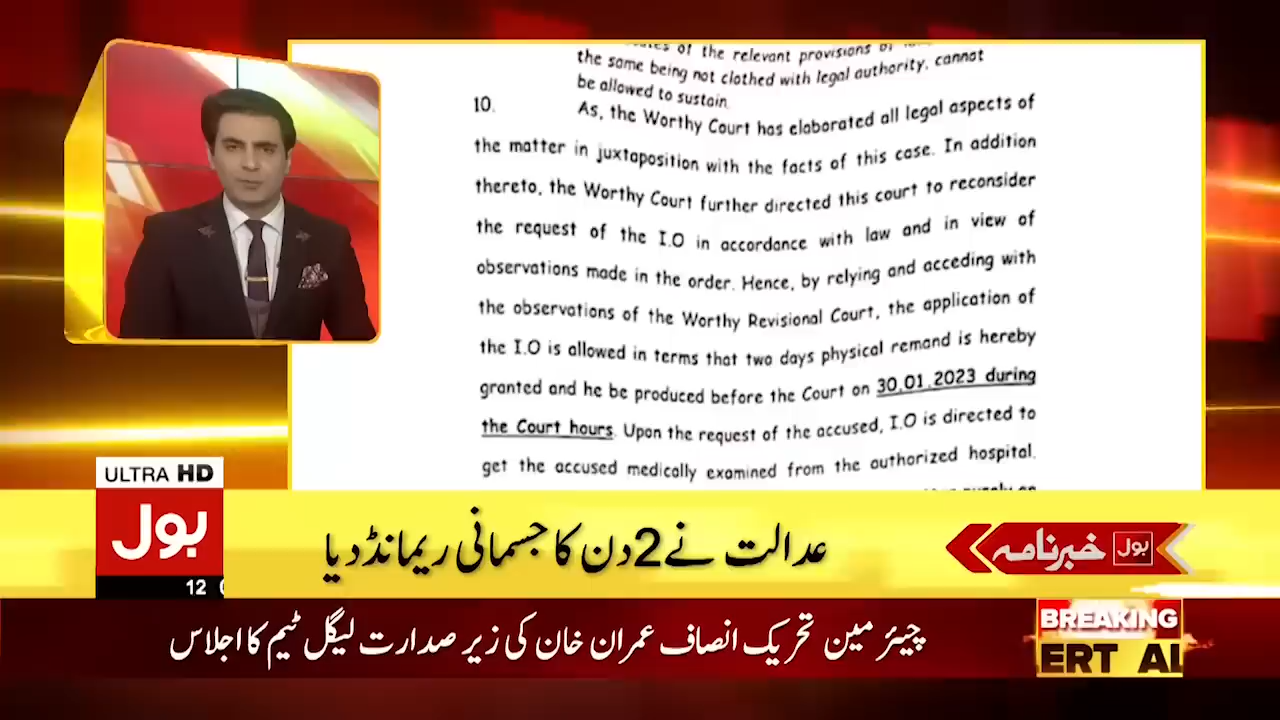 of the relevant provisions
the same being not clothed with legal authority, cannot
be allowed to sustain.
10. As, the Worthy Court has elaborated all legal aspects of
the matter in juxtaposition with the facts of this case. In addition
thereto, the Worthy Court further directed this court to reconsider
the request of the I.O in accordance with law and in view of
observations made in the order. Hence, by relying and acceding with
the observations of the Worthy Revisional Court, the application of
the I.O is allowed in terms that two days physical remand is hereby
granted and he be produced before the Court on 30.01.2023 during
the Court hours. Upon the request of the accused, I.O is directed to
get the accused medically examined from the authorized hospital.
ULTRA HD
بول
12
عدالت نے 2 دن کا جسمانی ریمانڈ دیا
بول خبرنامہ
چیئرمین تحریک انصاف عمران خان کی زیر صدارت لیگل ٹیم کا اجلاس
BREAKING
ERT AL